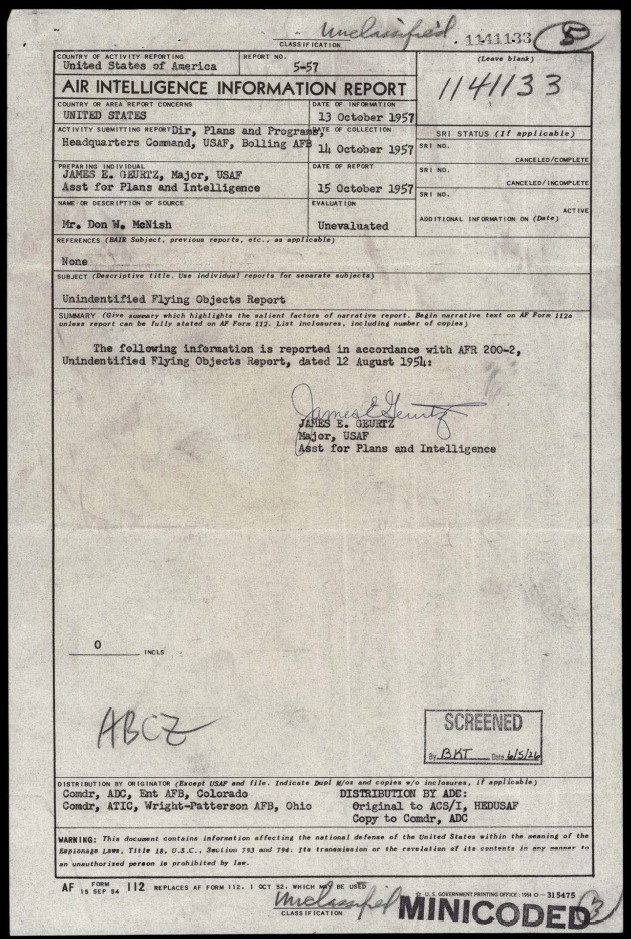 Unclassified
CLASSIFICATION
1141133
5
COUNTRY OF ACTIVITY REPORTING
United States of America
REPORT NO.
5-57
(Leave blank)
1141133
AIR INTELLIGENCE INFORMATION REPORT
COUNTRY OR AREA REPORT CONCERNS
UNITED STATES
DATE OF INFORMATION
13 October 1957
ACTIVITY SUBMITTING REPORT Dir, Plans and Programs,
Headquarters Command, USAF, Bolling AFB
DATE OF COLLECTION
14 October 1957
SRI STATUS (If applicable)
SRI NO.
CANCELED/COMPLETE
PREPARING INDIVIDUAL
JAMES E. GEURTZ, Major, USAF
Asst for Plans and Intelligence
DATE OF REPORT
15 October 1957
SRI NO.
CANCELED/INCOMPLETE
SRI NO.
ACTIVE
NAME OR DESCRIPTION OF SOURCE
Mr. Don W. McNish
EVALUATION
Unevaluated
ADDITIONAL INFORMATION ON (Date)
REFERENCES (BAIR Subject, previous reports, etc., as applicable)
None
SUBJECT (Descriptive title. Use individual reports for separate subjects)
Unidentified Flying Objects Report
SUMMARY (Give summary which highlights the salient factors of narrative report. Begin narrative text on AF Form 112a
unless report can be fully stated on AF Form 112. List inclosures, including number of copies)
The following information is reported in accordance with AFR 200-2,
Unidentified Flying Objects Report, dated 12 August 1954:
James E Geurtz
JAMES E. GEURTZ
Major, USAF
Asst for Plans and Intelligence
0
INCLS
ABCZ
SCREENED
By BKT Date 6/5/26
DISTRIBUTION BY ORIGINATOR (Except USAF and file. Indicate Dupl M/os and copies w/o inclosures, if applicable)
Comdr, ADC, Ent AFB, Colorado
Comdr, ATIC, Wright-Patterson AFB, Ohio
DISTRIBUTION BY ADC:
Original to ACS/I, HEDUSAF
Copy to Comdr, ADC
WARNING: This document contains information affecting the national defense of the United States within the meaning of the
Espionage Laws, Title 18, U.S.C., Section 793 and 794. Its transmission or the revelation of its contents in any manner to
an unauthorized person is prohibited by law.
AF FORM 15 SEP 54 112 REPLACES AF FORM 112, 1 OCT 52, WHICH MAY BE USED
☆ U.S. GOVERNMENT PRINTING OFFICE: 1954 O—315475
Unclassified
CLASSIFICATION
MINICODED
3